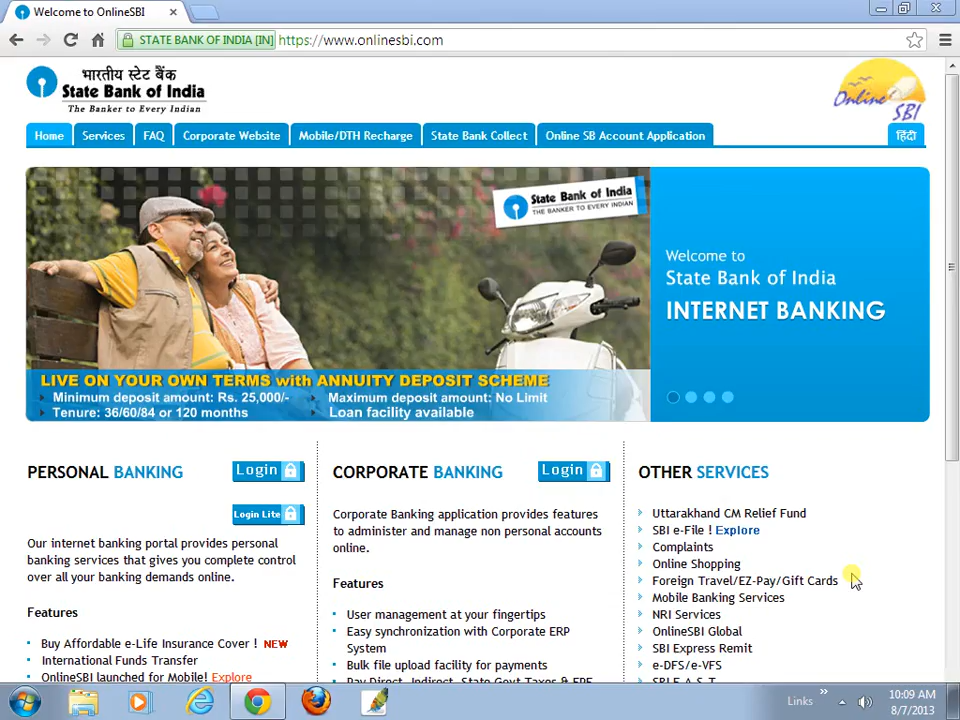 Welcome to OnlineSBI
STATE BANK OF INDIA [IN] https://www.onlinesbi.com
भारतीय स्टेट बैंक
State Bank of India
The Banker to Every Indian
Online SBI
Home Services FAQ Corporate Website Mobile/DTH Recharge State Bank Collect Online SB Account Application हिंदी
State Bank of India
THE BANKER TO EVERY INDIAN
Welcome to
State Bank of India
INTERNET BANKING
LIVE ON YOUR OWN TERMS with ANNUITY DEPOSIT SCHEME
Minimum deposit amount: Rs. 25,000/- Maximum deposit amount: No Limit
Tenure: 36/60/84 or 120 months Loan facility available
PERSONAL BANKING Login
Login Lite
Our internet banking portal provides personal
banking services that gives you complete control
over all your banking demands online.
Features
Buy Affordable e-Life Insurance Cover ! NEW
International Funds Transfer
OnlineSBI launched for Mobile! Explore
CORPORATE BANKING Login
Corporate Banking application provides features
to administer and manage non personal accounts
online.
Features
User management at your fingertips
Easy synchronization with Corporate ERP
System
Bulk file upload facility for payments
Pay Direct, Indirect, State Govt Taxes & EPF
OTHER SERVICES
Uttarakhand CM Relief Fund
SBI e-File ! Explore
Complaints
Online Shopping
Foreign Travel/EZ-Pay/Gift Cards
Mobile Banking Services
NRI Services
OnlineSBI Global
SBI Express Remit
e-DFS/e-VFS
SBI F.A.S.T.
Links
10:09 AM
8/7/2013